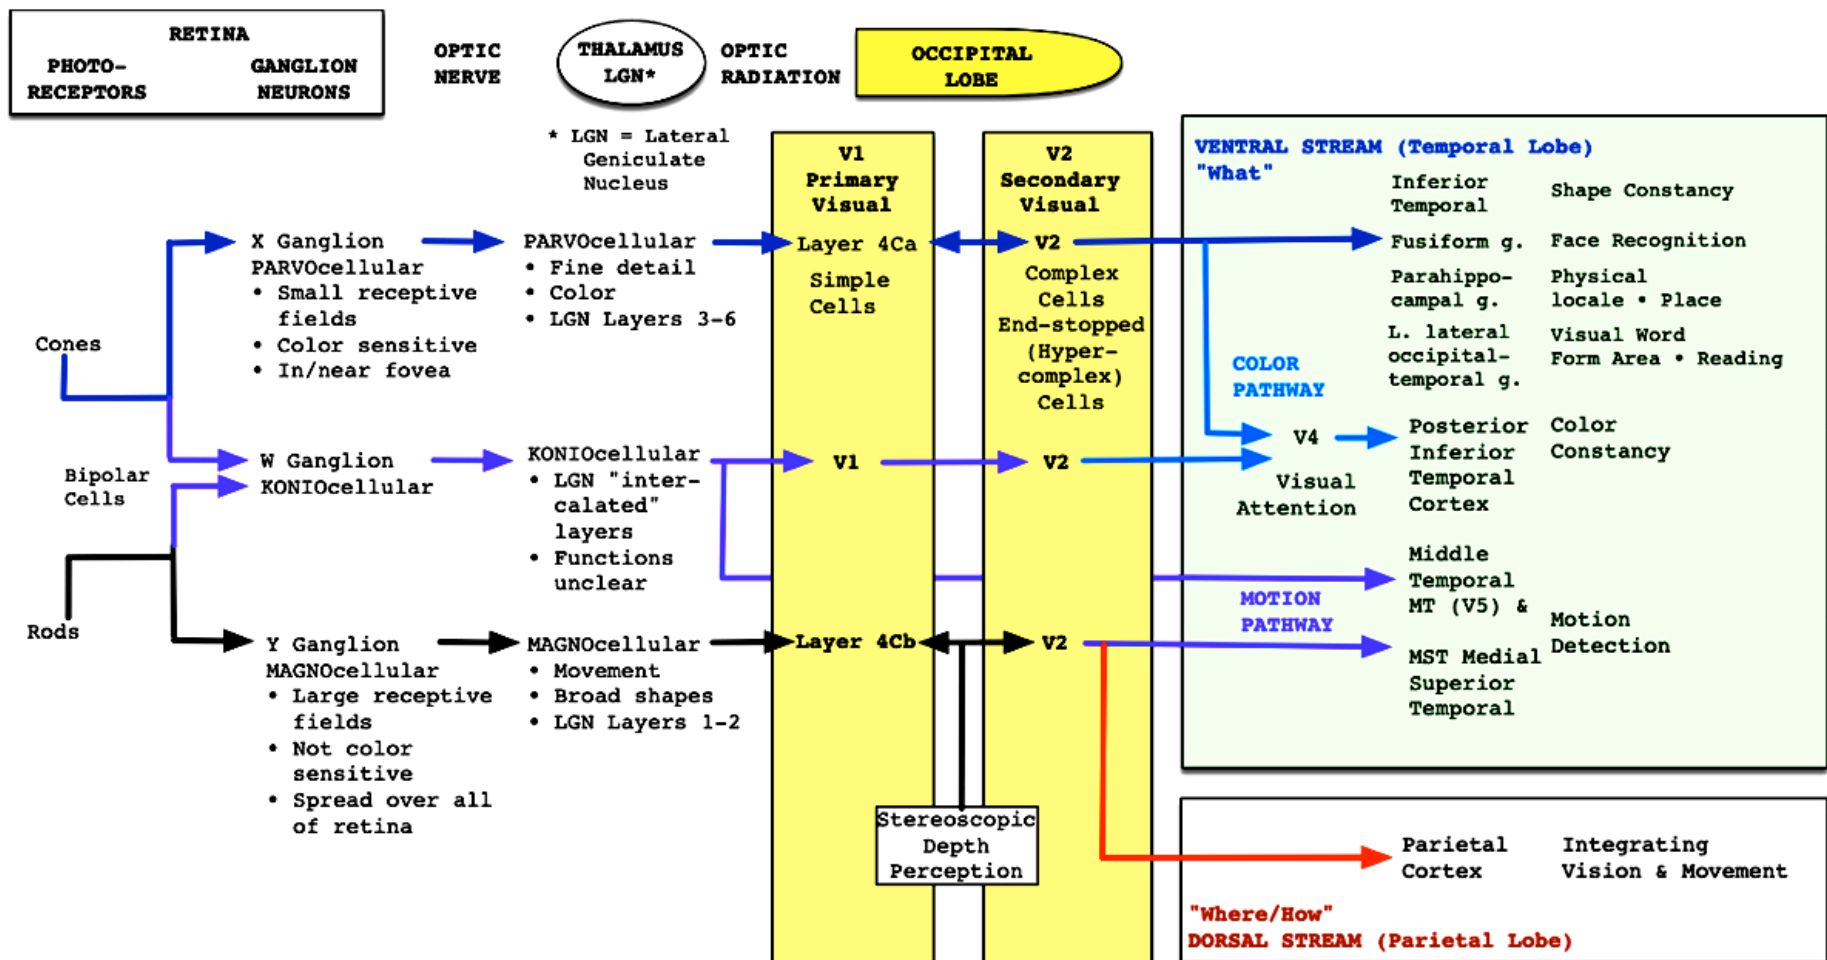 RETINA
PHOTO-
RECEPTORS
GANGLION
NEURONS
OPTIC
NERVE
THALAMUS
LGN*
OPTIC
RADIATION
OCCIPITAL
LOBE
* LGN = Lateral
Geniculate
Nucleus
V1
Primary
Visual
V2
Secondary
Visual
VENTRAL STREAM (Temporal Lobe)
"What"
Inferior
Temporal
Shape Constancy
X Ganglion
PARVOcellular
• Small receptive
fields
• Color sensitive
• In/near fovea
PARVOcellular
• Fine detail
• Color
• LGN Layers 3-6
Layer 4Ca
Simple
Cells
V2
Complex
Cells
End-stopped
(Hyper-
complex)
Cells
Fusiform g.
Face Recognition
Parahippo-
campal g.
Physical
locale • Place
L. lateral
occipital-
temporal g.
Visual Word
Form Area • Reading
Cones
COLOR
PATHWAY
V4
Visual
Attention
Posterior
Inferior
Temporal
Cortex
Color
Constancy
Bipolar
Cells
W Ganglion
KONIOcellular
KONIOcellular
• LGN "inter-
calated"
layers
• Functions
unclear
V1
V2
Middle
Temporal
MT (V5) &
MOTION
PATHWAY
MST Medial
Superior
Temporal
Motion
Detection
Rods
Y Ganglion
MAGNOcellular
• Large receptive
fields
• Not color
sensitive
• Spread over all
of retina
MAGNOcellular
• Movement
• Broad shapes
• LGN Layers 1-2
Layer 4Cb
V2
Stereoscopic
Depth
Perception
Parietal
Cortex
Integrating
Vision & Movement
"Where/How"
DORSAL STREAM (Parietal Lobe)